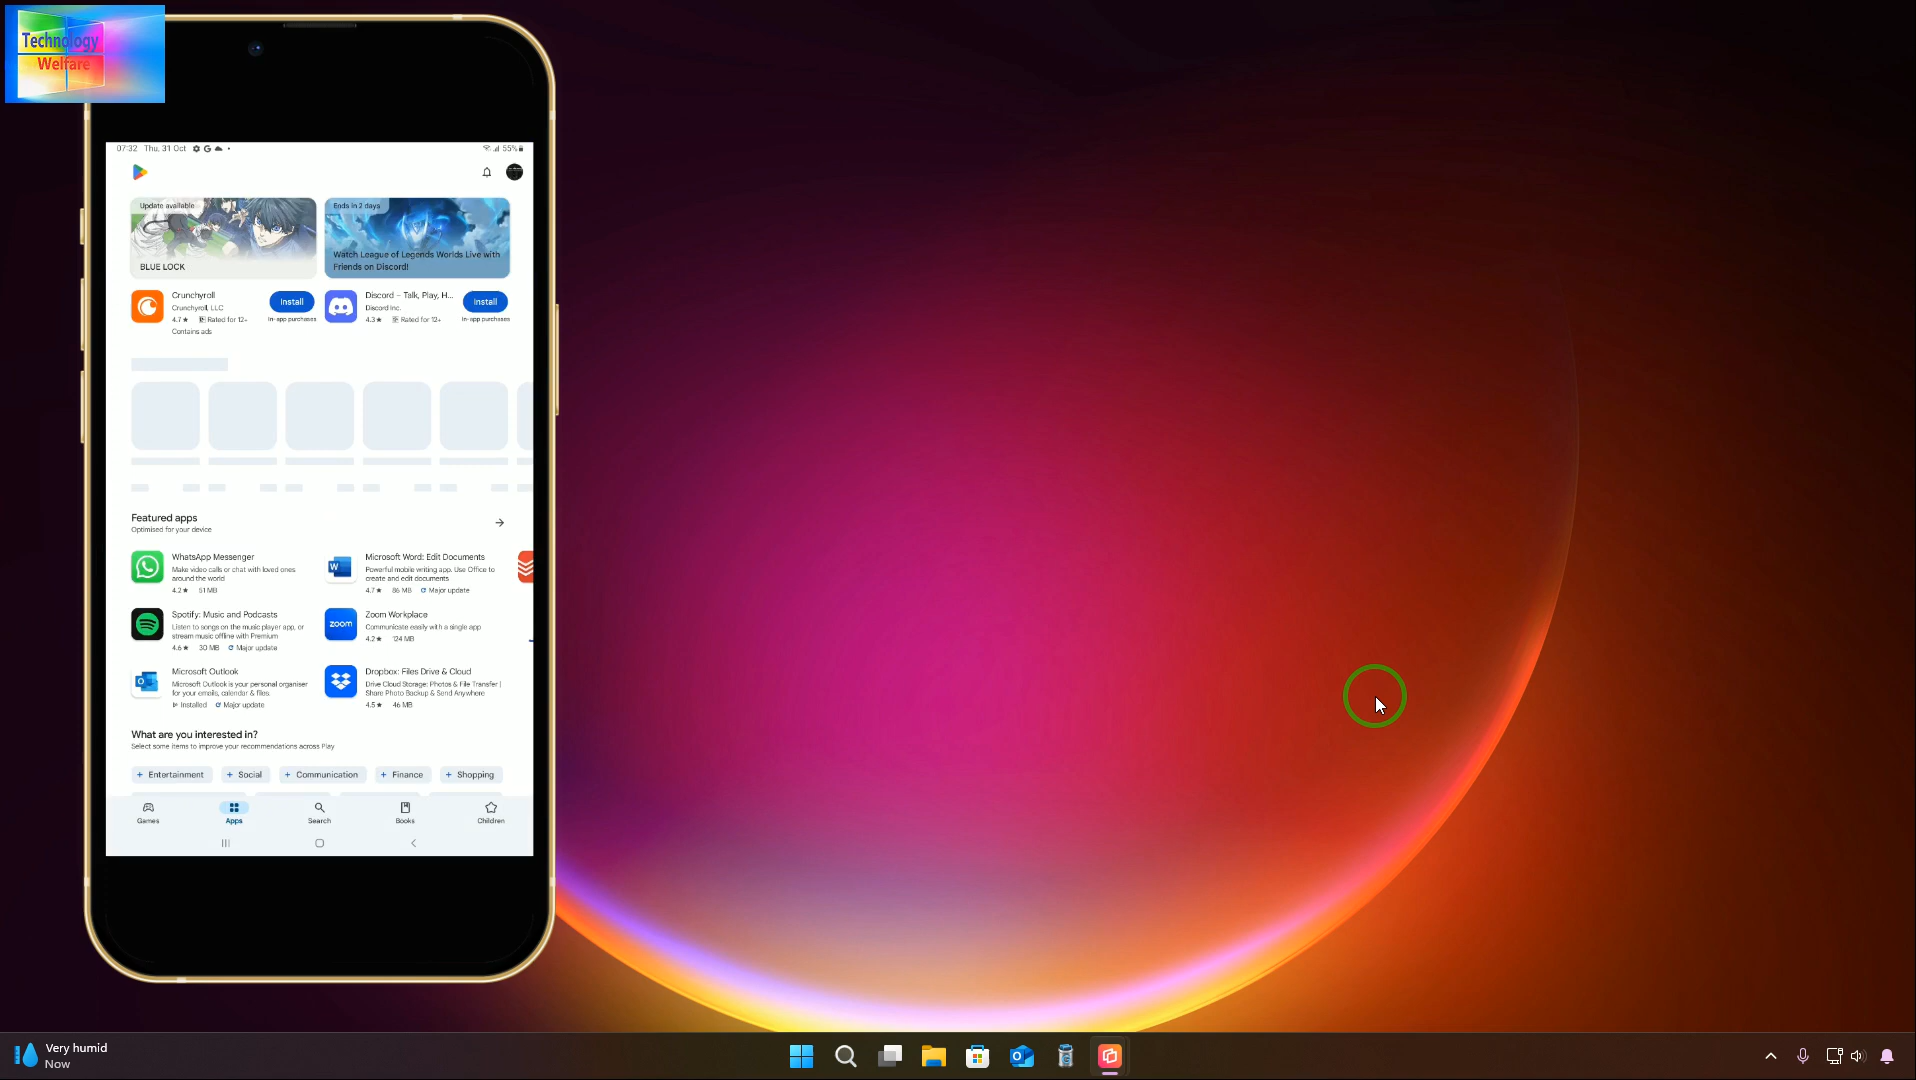 Technology
Welfare
07:32 Thu, 31 Oct
55%
Update available
BLUE LOCK
Ends in 2 days
Watch League of Legends Worlds Live with
Friends on Discord!
Crunchyroll
Crunchyroll, LLC
4.7★ Rated for 12+
Contains ads
Install
In-app purchases
Discord – Talk, Play, H...
Discord Inc.
4.3★ Rated for 12+
Install
In-app purchases
Featured apps
Optimised for your device
WhatsApp Messenger
Make video calls or chat with loved ones
around the world
4.2★ 51 MB
Microsoft Word: Edit Documents
Powerful mobile writing app. Use Office to
create and edit documents
4.7★ 86 MB Major update
Spotify: Music and Podcasts
Listen to songs on the music player app, or
stream music offline with Premium
4.6★ 30 MB Major update
zoom
Zoom Workplace
Communicate easily with a single app
4.2★ 124 MB
Microsoft Outlook
Microsoft Outlook is your personal organiser
for your emails, calendar & files.
Installed Major update
Dropbox: Files Drive & Cloud
Drive Cloud Storage: Photos & File Transfer |
Share Photo Backup & Send Anywhere
4.5★ 46 MB
What are you interested in?
Select some items to improve your recommendations across Play
+ Entertainment + Social + Communication + Finance + Shopping
Games Apps Search Books Children
Very humid
Now